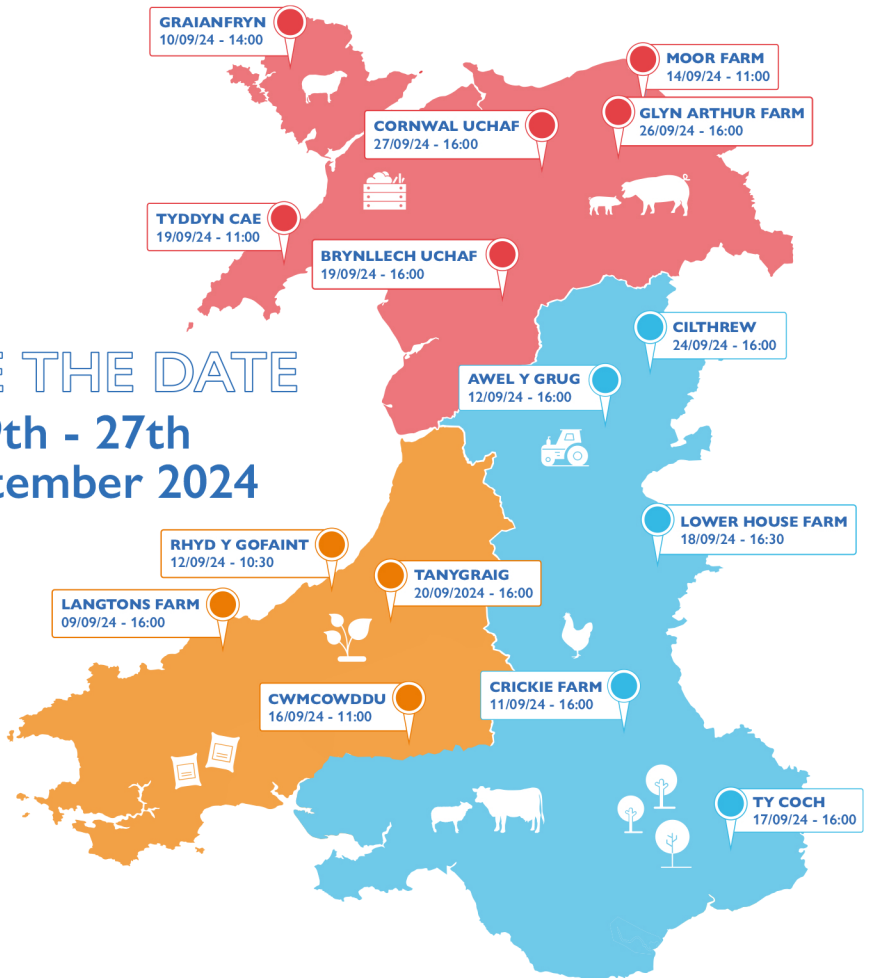 GRAIANFRYN
10/09/24 - 14:00
MOOR FARM
14/09/24 - 11:00
GLYN ARTHUR FARM
26/09/24 - 16:00
CORNWAL UCHAF
27/09/24 - 16:00
TYDDYN CAE
19/09/24 - 11:00
BRYNLLECH UCHAF
19/09/24 - 16:00
CILTHREW
24/09/24 - 16:00
E THE DATE
AWEL Y GRUG
12/09/24 - 16:00
th - 27th
tember 2024
LOWER HOUSE FARM
18/09/24 - 16:30
RHYD Y GOFAINT
12/09/24 - 10:30
TANYGRAIG
20/09/2024 - 16:00
LANGTONS FARM
09/09/24 - 16:00
CWMCOWDDU
16/09/24 - 11:00
CRICKIE FARM
11/09/24 - 16:00
TY COCH
17/09/24 - 16:00